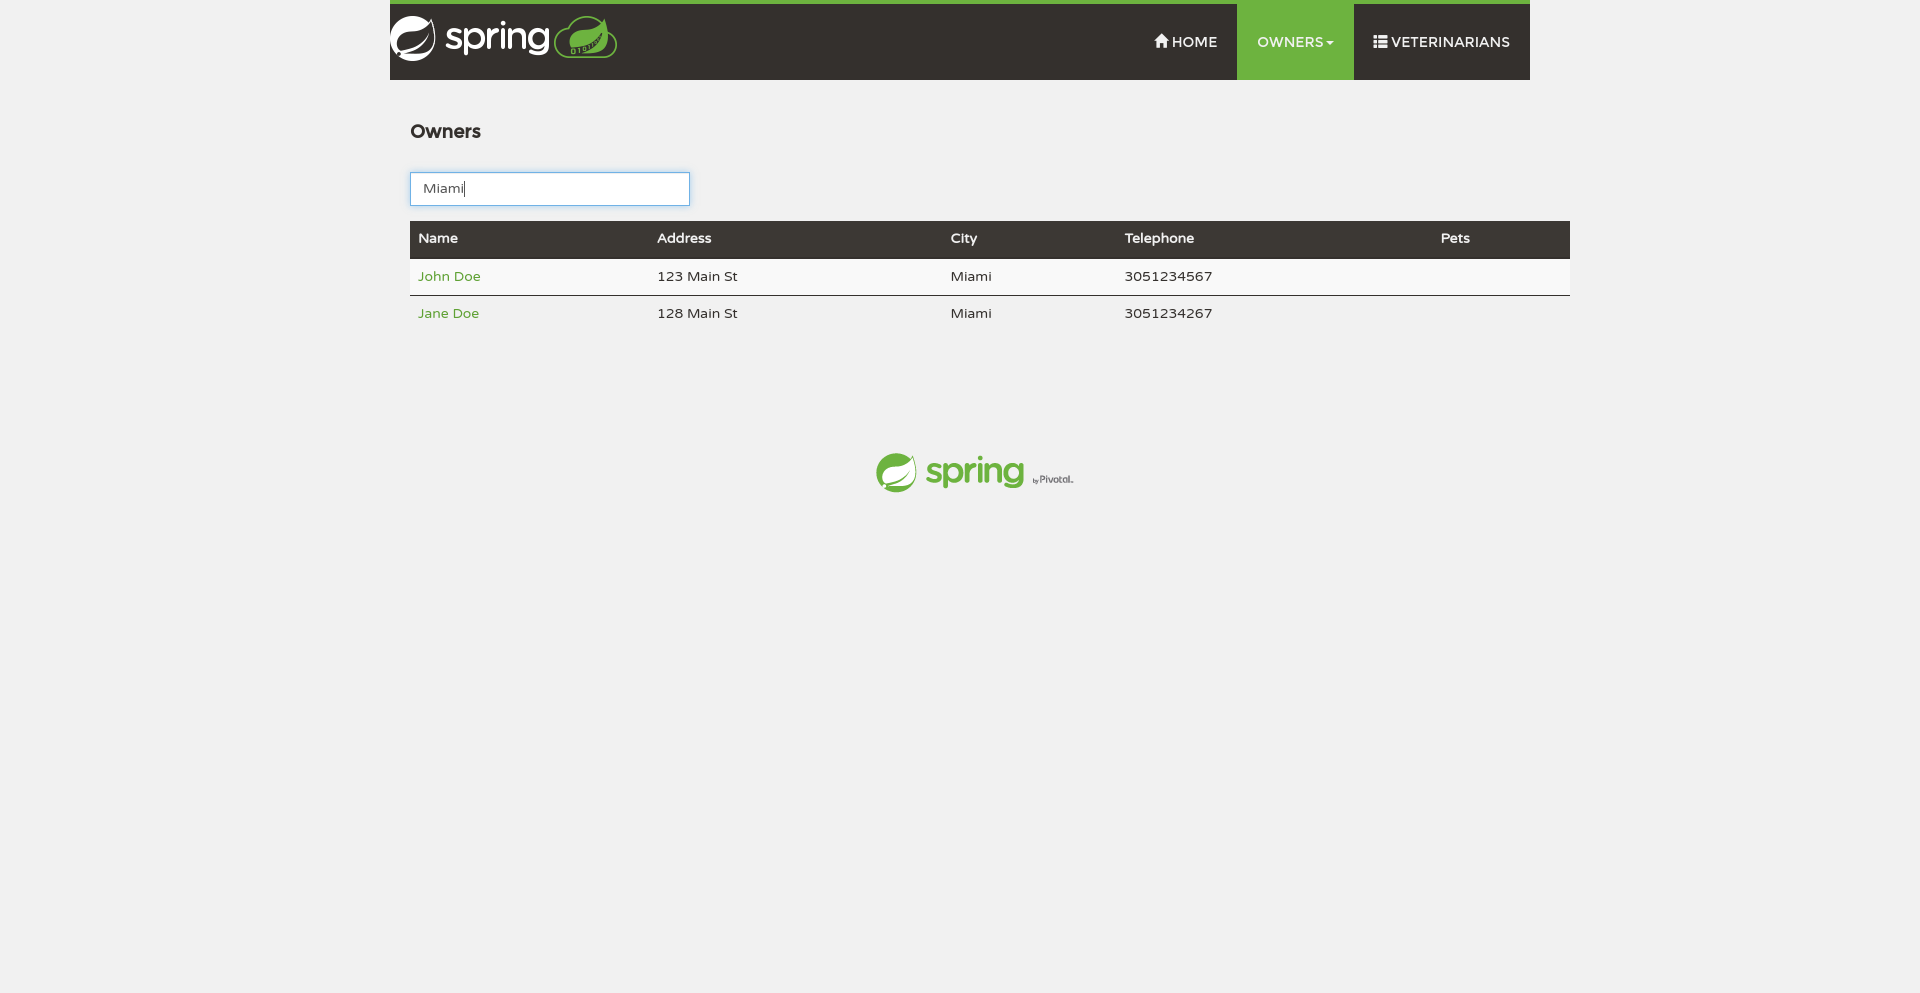 spring
HOME
OWNERS
VETERINARIANS
Owners
Miami
Name Address City Telephone Pets
John Doe 123 Main St Miami 3051234567
Jane Doe 128 Main St Miami 3051234267
spring by Pivotal